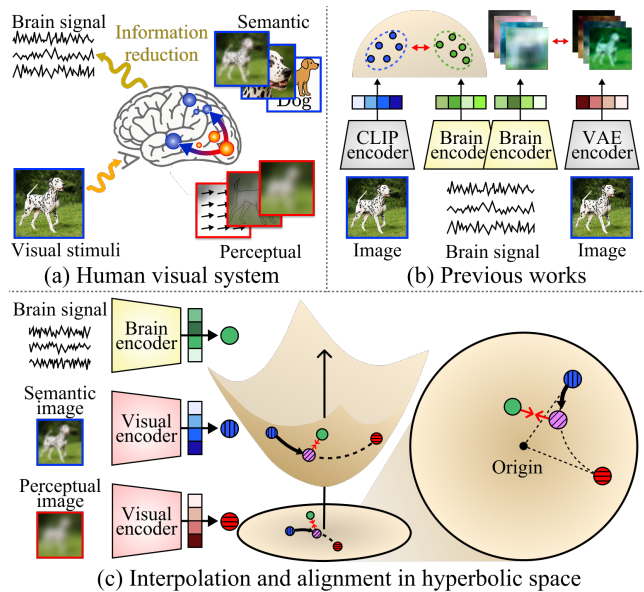 Brain signal
Information
reduction
Semantic
Dog
Visual stimuli
Perceptual
(a) Human visual system
CLIP
encoder
Brain
encode
Brain
encoder
VAE
encoder
Image
Brain signal
Image
(b) Previous works
Brain signal
Brain
encoder
Semantic
image
Visual
encoder
Perceptual
image
Visual
encoder
Origin
(c) Interpolation and alignment in hyperbolic space